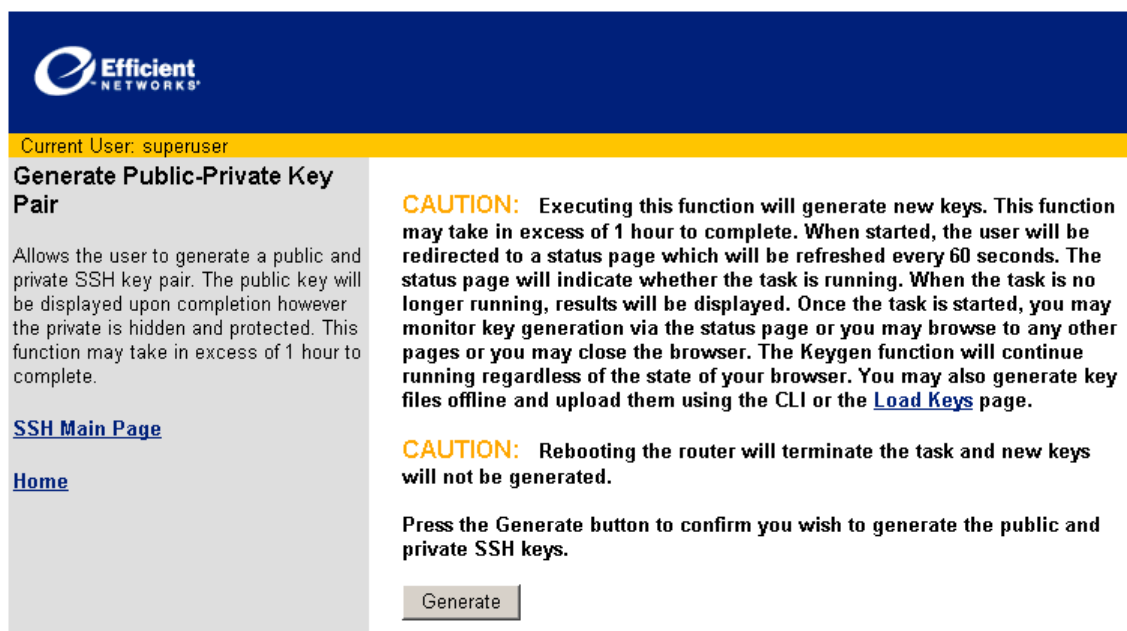 Efficient
NETWORKS
Current User: superuser
Generate Public-Private Key
Pair
Allows the user to generate a public and
private SSH key pair. The public key will
be displayed upon completion however
the private is hidden and protected. This
function may take in excess of 1 hour to
complete.
SSH Main Page
Home
CAUTION: Executing this function will generate new keys. This function
may take in excess of 1 hour to complete. When started, the user will be
redirected to a status page which will be refreshed every 60 seconds. The
status page will indicate whether the task is running. When the task is no
longer running, results will be displayed. Once the task is started, you may
monitor key generation via the status page or you may browse to any other
pages or you may close the browser. The Keygen function will continue
running regardless of the state of your browser. You may also generate key
files offline and upload them using the CLI or the Load Keys page.
CAUTION: Rebooting the router will terminate the task and new keys
will not be generated.
Press the Generate button to confirm you wish to generate the public and
private SSH keys.
Generate